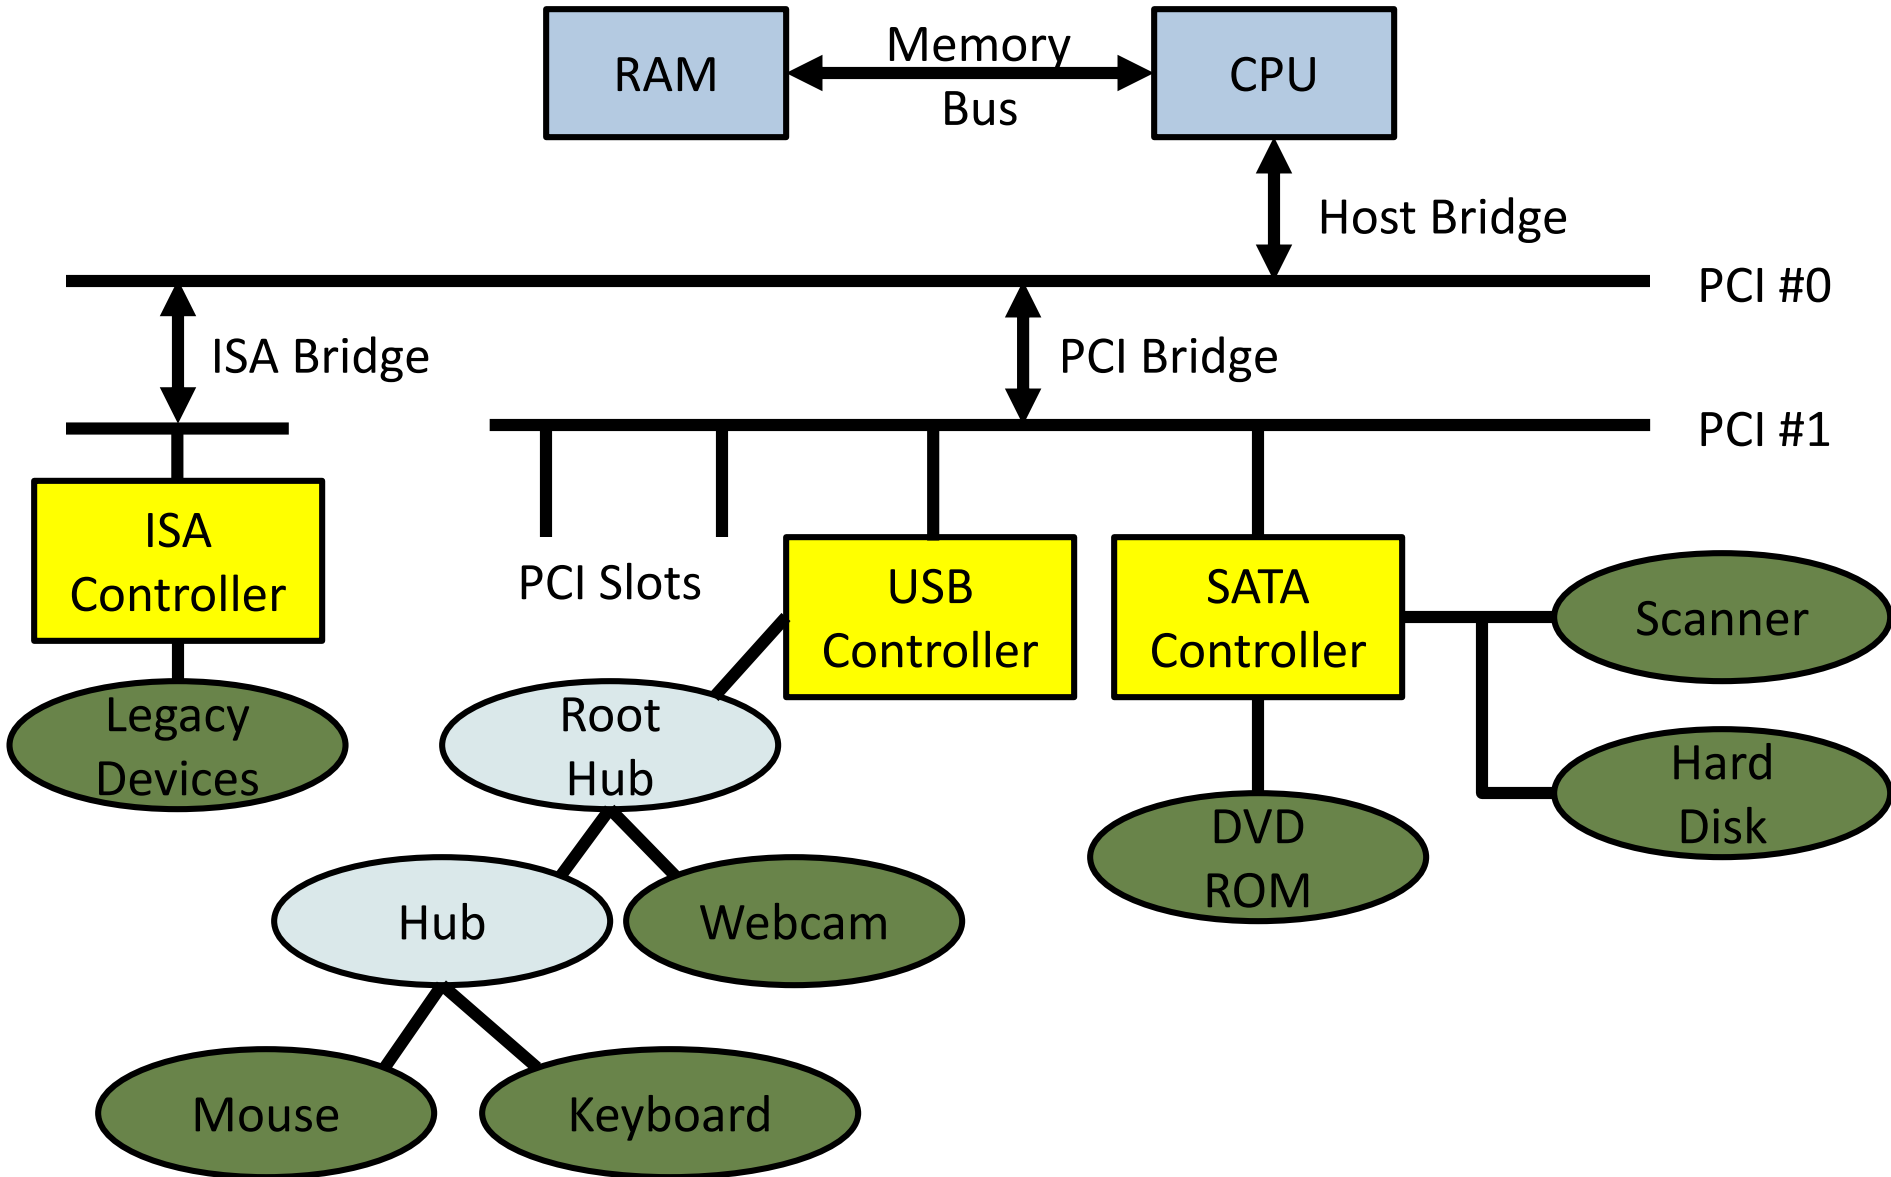 RAM
Memory
Bus
CPU
Host Bridge
PCI #0
ISA Bridge
PCI Bridge
PCI #1
ISA
Controller
PCI Slots
USB
Controller
SATA
Controller
Scanner
Legacy
Devices
Root
Hub
Hard
Disk
DVD
ROM
Hub
Webcam
Mouse
Keyboard